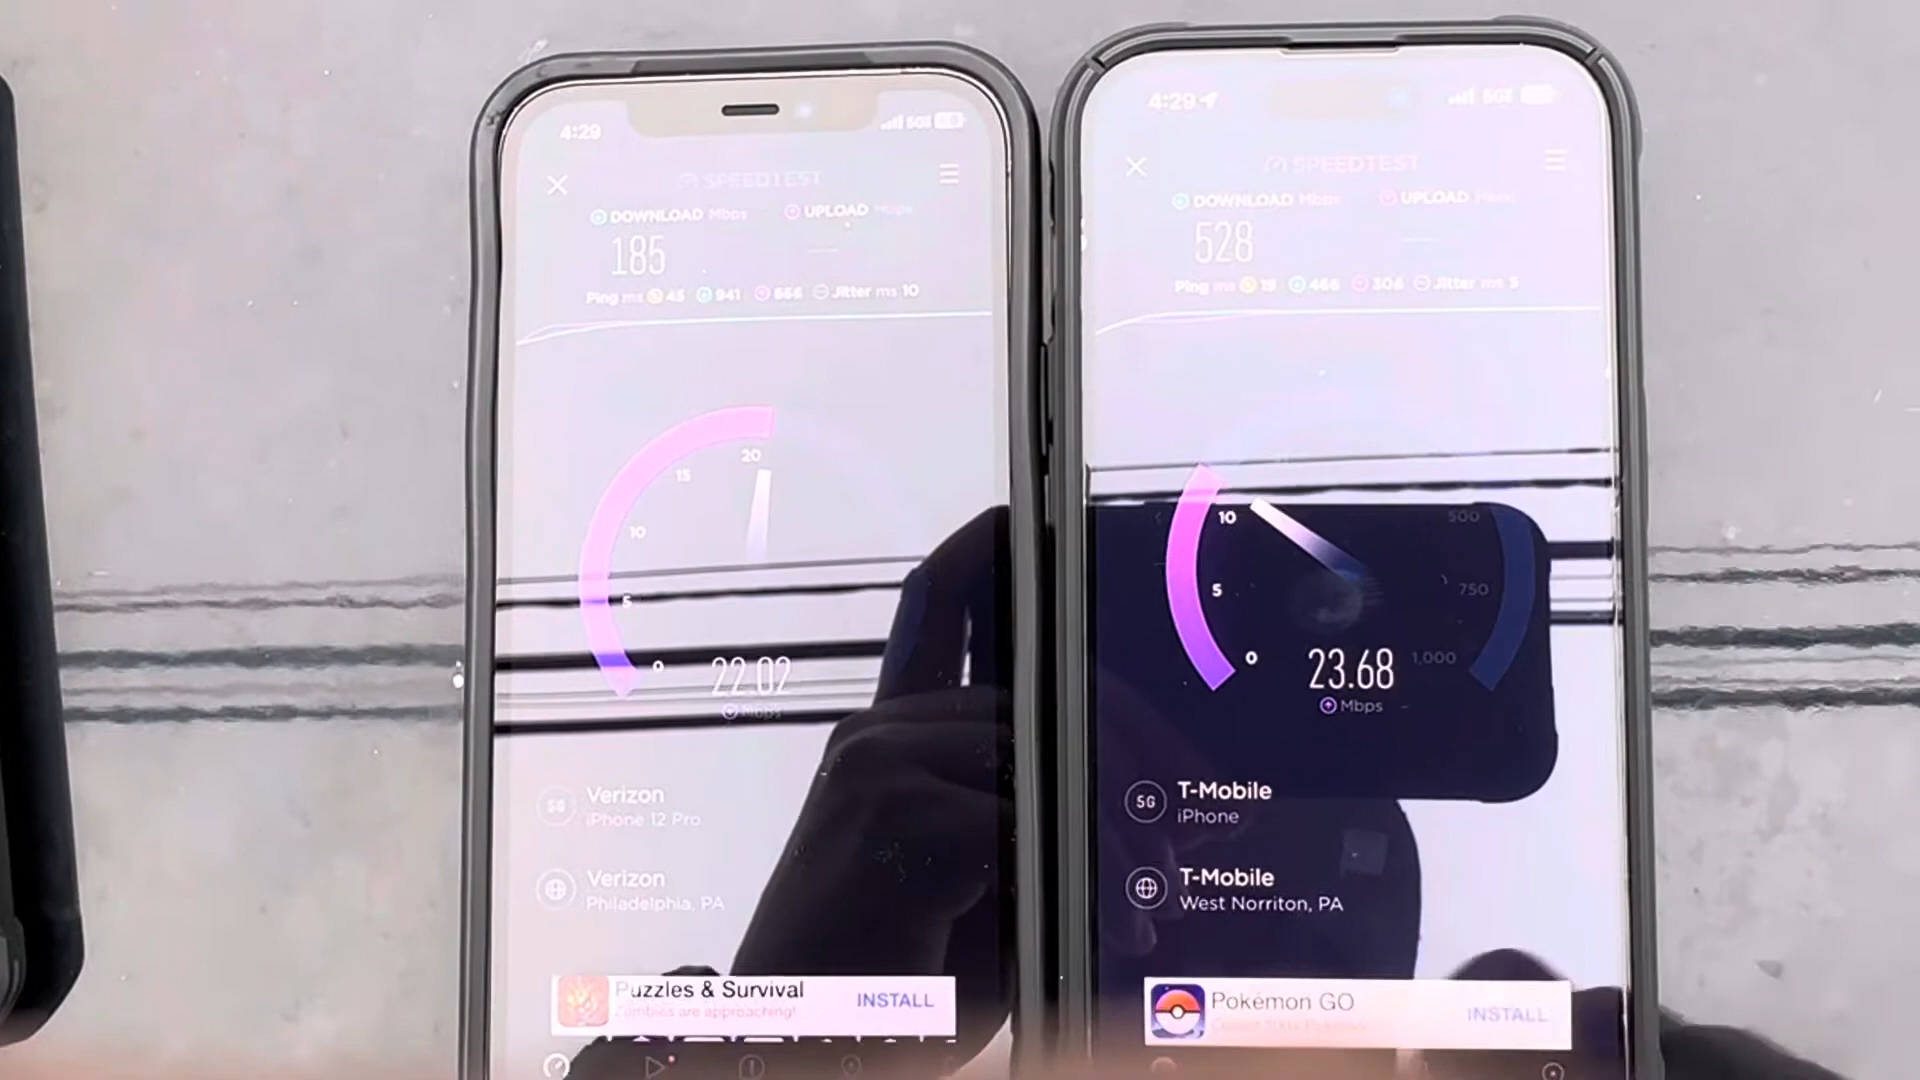 4:29
SPEEDTEST
DOWNLOAD Mbps UPLOAD Mbps
185
Ping ms 45 941 566 Jitter ms 10
20
15
10
5
0
22.02
Mbps
5G Verizon
iPhone 12 Pro
Verizon
Philadelphia, PA
Puzzles & Survival
Zombies are approaching!
INSTALL
4:29
SPEEDTEST
DOWNLOAD Mbps UPLOAD
528
Ping ms 19 466 306 Jitter ms 5
10 500
5 750
0 1,000
23.68
Mbps
5G T-Mobile
iPhone
T-Mobile
West Norriton, PA
Pokémon GO
INSTALL